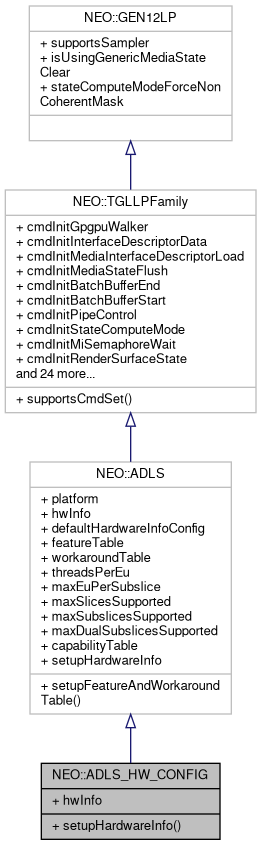 NEO::GEN12LP
+ supportsSampler
+ isUsingGenericMediaState
Clear
+ stateComputeModeForceNon
CoherentMask
NEO::TGLLPFamily
+ cmdInitGpgpuWalker
+ cmdInitInterfaceDescriptorData
+ cmdInitMediaInterfaceDescriptorLoad
+ cmdInitMediaStateFlush
+ cmdInitBatchBufferEnd
+ cmdInitBatchBufferStart
+ cmdInitPipeControl
+ cmdInitStateComputeMode
+ cmdInitMiSemaphoreWait
+ cmdInitRenderSurfaceState
and 24 more...
+ supportsCmdSet()
NEO::ADLS
+ platform
+ hwInfo
+ defaultHardwareInfoConfig
+ featureTable
+ workaroundTable
+ threadsPerEu
+ maxEuPerSubslice
+ maxSlicesSupported
+ maxSubslicesSupported
+ maxDualSubslicesSupported
+ capabilityTable
+ setupHardwareInfo
+ setupFeatureAndWorkaround
Table()
NEO::ADLS_HW_CONFIG
+ hwInfo
+ setupHardwareInfo()